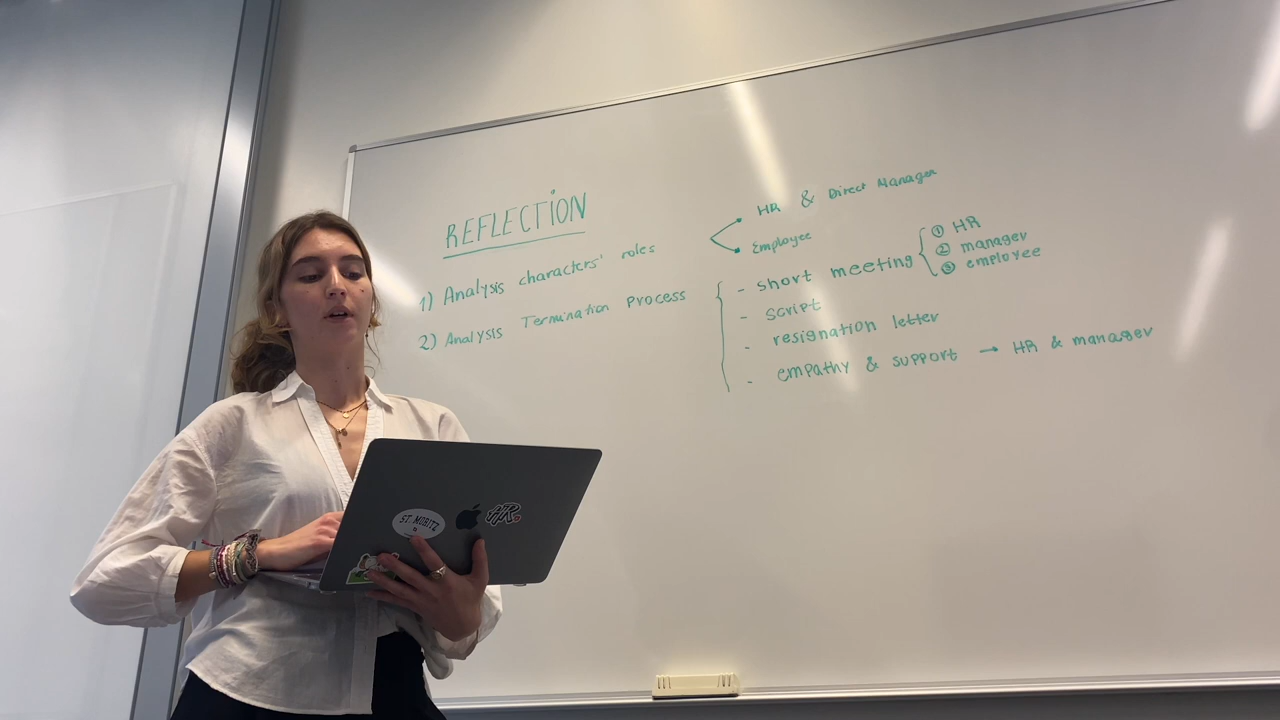 REFLECTION
1) Analysis characters' roles
HR & Direct Manager
Employee
2) Analysis Termination Process
- short meeting
① HR
② manager
③ employee
- script
- resignation letter
- empathy & support → HR & manager
ST. MORITZ